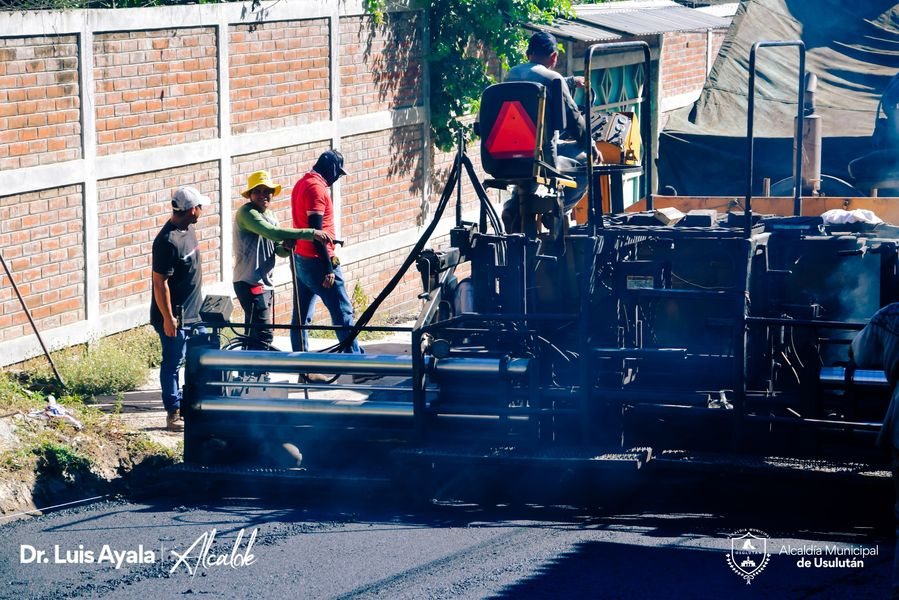 Dr. Luis Ayala | Alcalde
Alcaldía Municipal
de Usulután